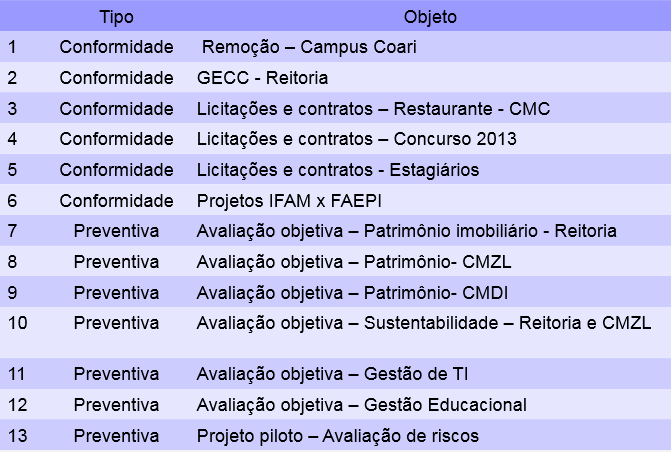 Tipo Objeto
1 Conformidade Remoção – Campus Coari
2 Conformidade GECC - Reitoria
3 Conformidade Licitações e contratos – Restaurante - CMC
4 Conformidade Licitações e contratos – Concurso 2013
5 Conformidade Licitações e contratos - Estagiários
6 Conformidade Projetos IFAM x FAEPI
7 Preventiva Avaliação objetiva – Patrimônio imobiliário - Reitoria
8 Preventiva Avaliação objetiva – Patrimônio- CMZL
9 Preventiva Avaliação objetiva – Patrimônio- CMDI
10 Preventiva Avaliação objetiva – Sustentabilidade – Reitoria e CMZL
11 Preventiva Avaliação objetiva – Gestão de TI
12 Preventiva Avaliação objetiva – Gestão Educacional
13 Preventiva Projeto piloto – Avaliação de riscos